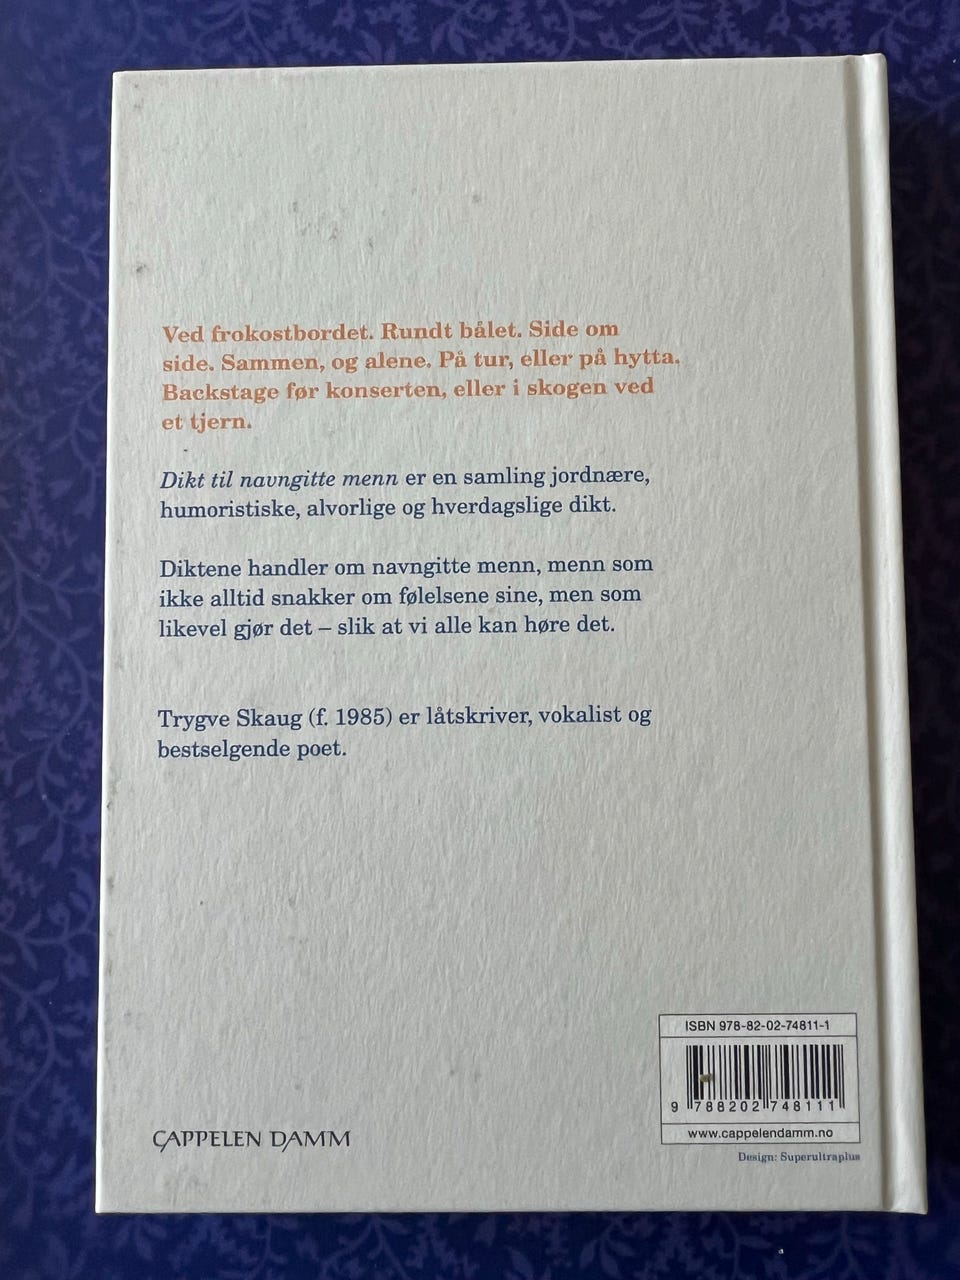 Ved frokostbordet. Rundt bålet. Side om
side. Sammen, og alene. På tur, eller på hytta.
Backstage før konserten, eller i skogen ved
et tjern.
Dikt til navngitte menn er en samling jordnære,
humoristiske, alvorlige og hverdagslige dikt.
Diktene handler om navngitte menn, menn som
ikke alltid snakker om følelsene sine, men som
likevel gjør det – slik at vi alle kan høre det.
Trygve Skaug (f. 1985) er låtskriver, vokalist og
bestselgende poet.
ISBN 978-82-02-74811-1
9 788202 748111
www.cappelendamm.no
CAPPELEN DAMM
Design: Superultraplus